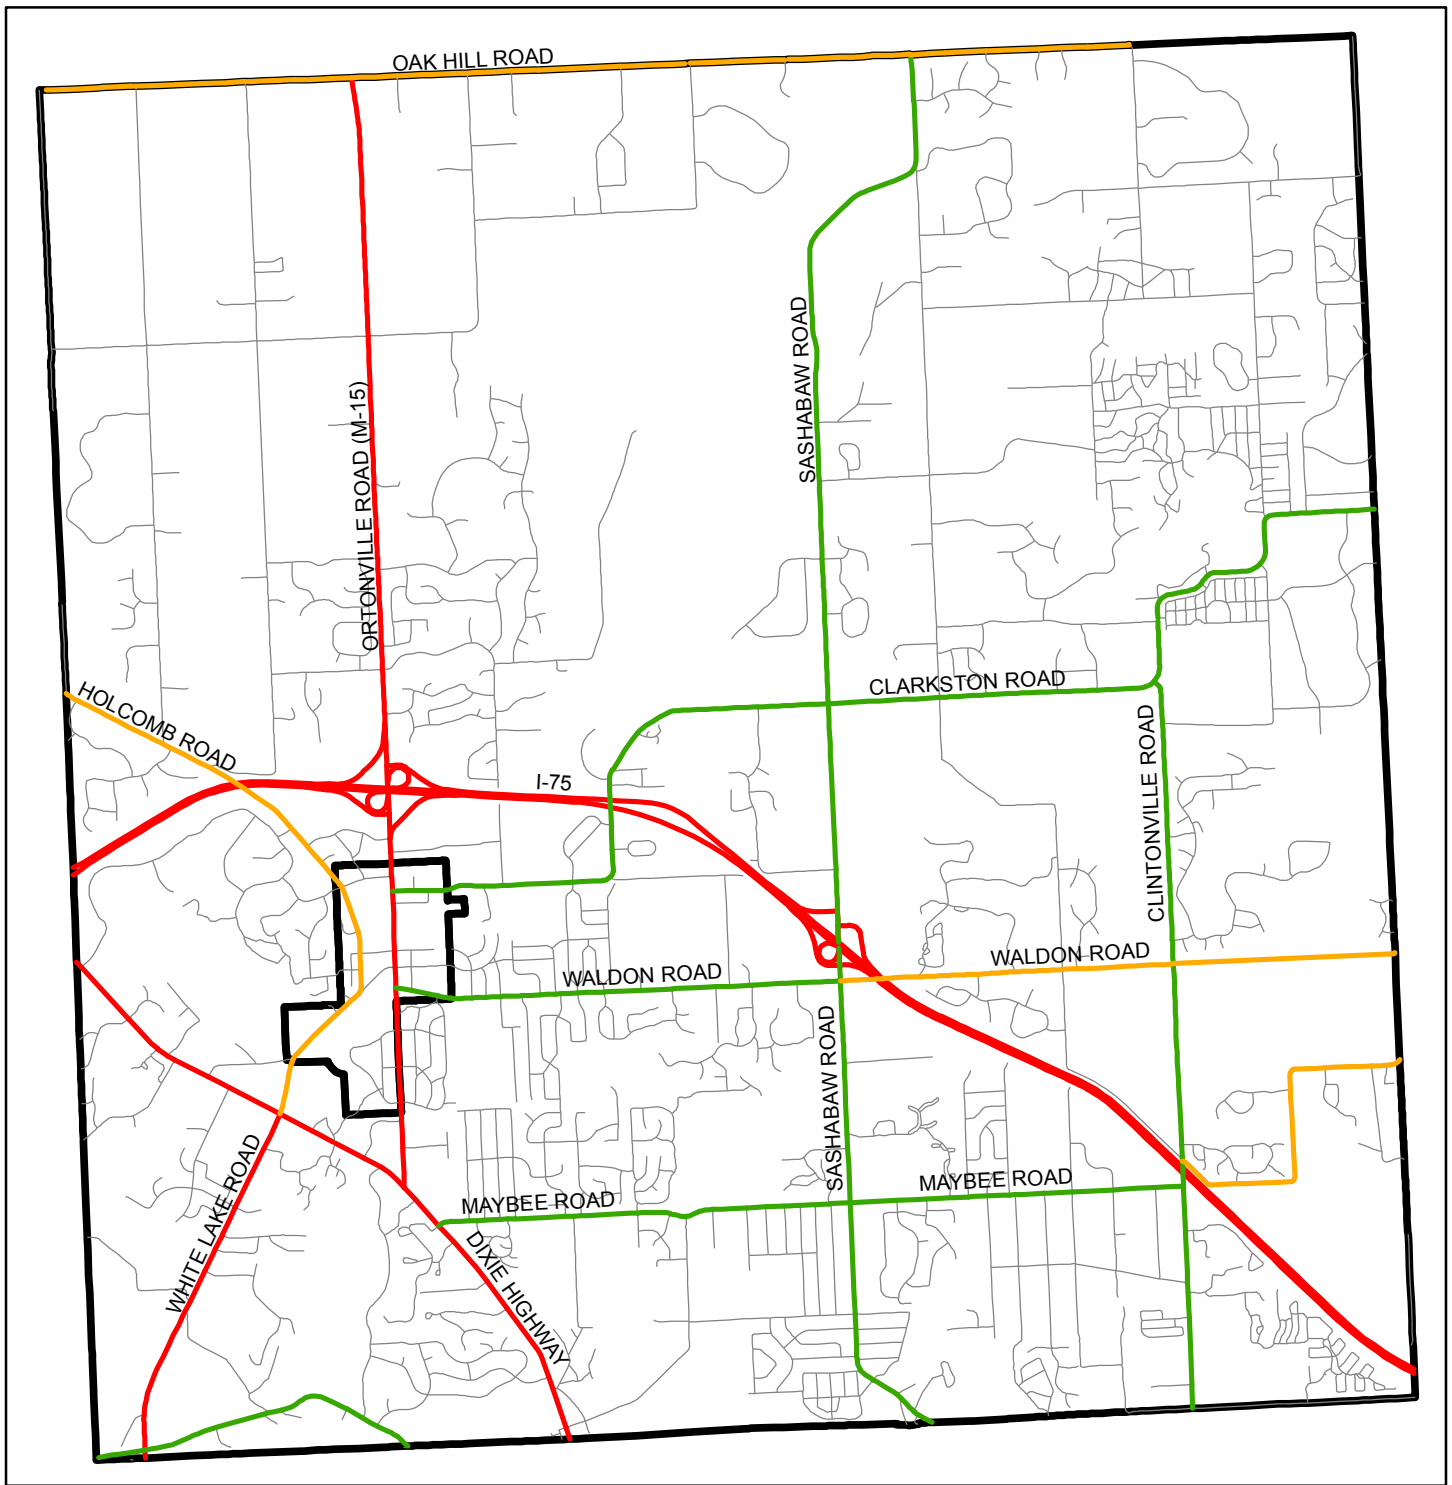 OAK HILL ROAD
SASHABAW ROAD
ORTONVILLE ROAD (M-15)
CLARKSTON ROAD
HOLCOMB ROAD
CLINTONVILLE ROAD
I-75
WALDON ROAD
WALDON ROAD
SASHABAW ROAD
WHITE LAKE ROAD
MAYBEE ROAD
MAYBEE ROAD
DIXIE HIGHWAY